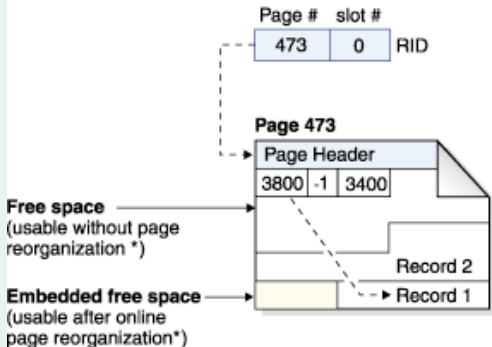 Page # slot #
473 0 RID
Page 473
Page Header
3800 -1 3400
Free space
(usable without page
reorganization *)
Record 2
Embedded free space
Record 1
(usable after online
page reorganization*)